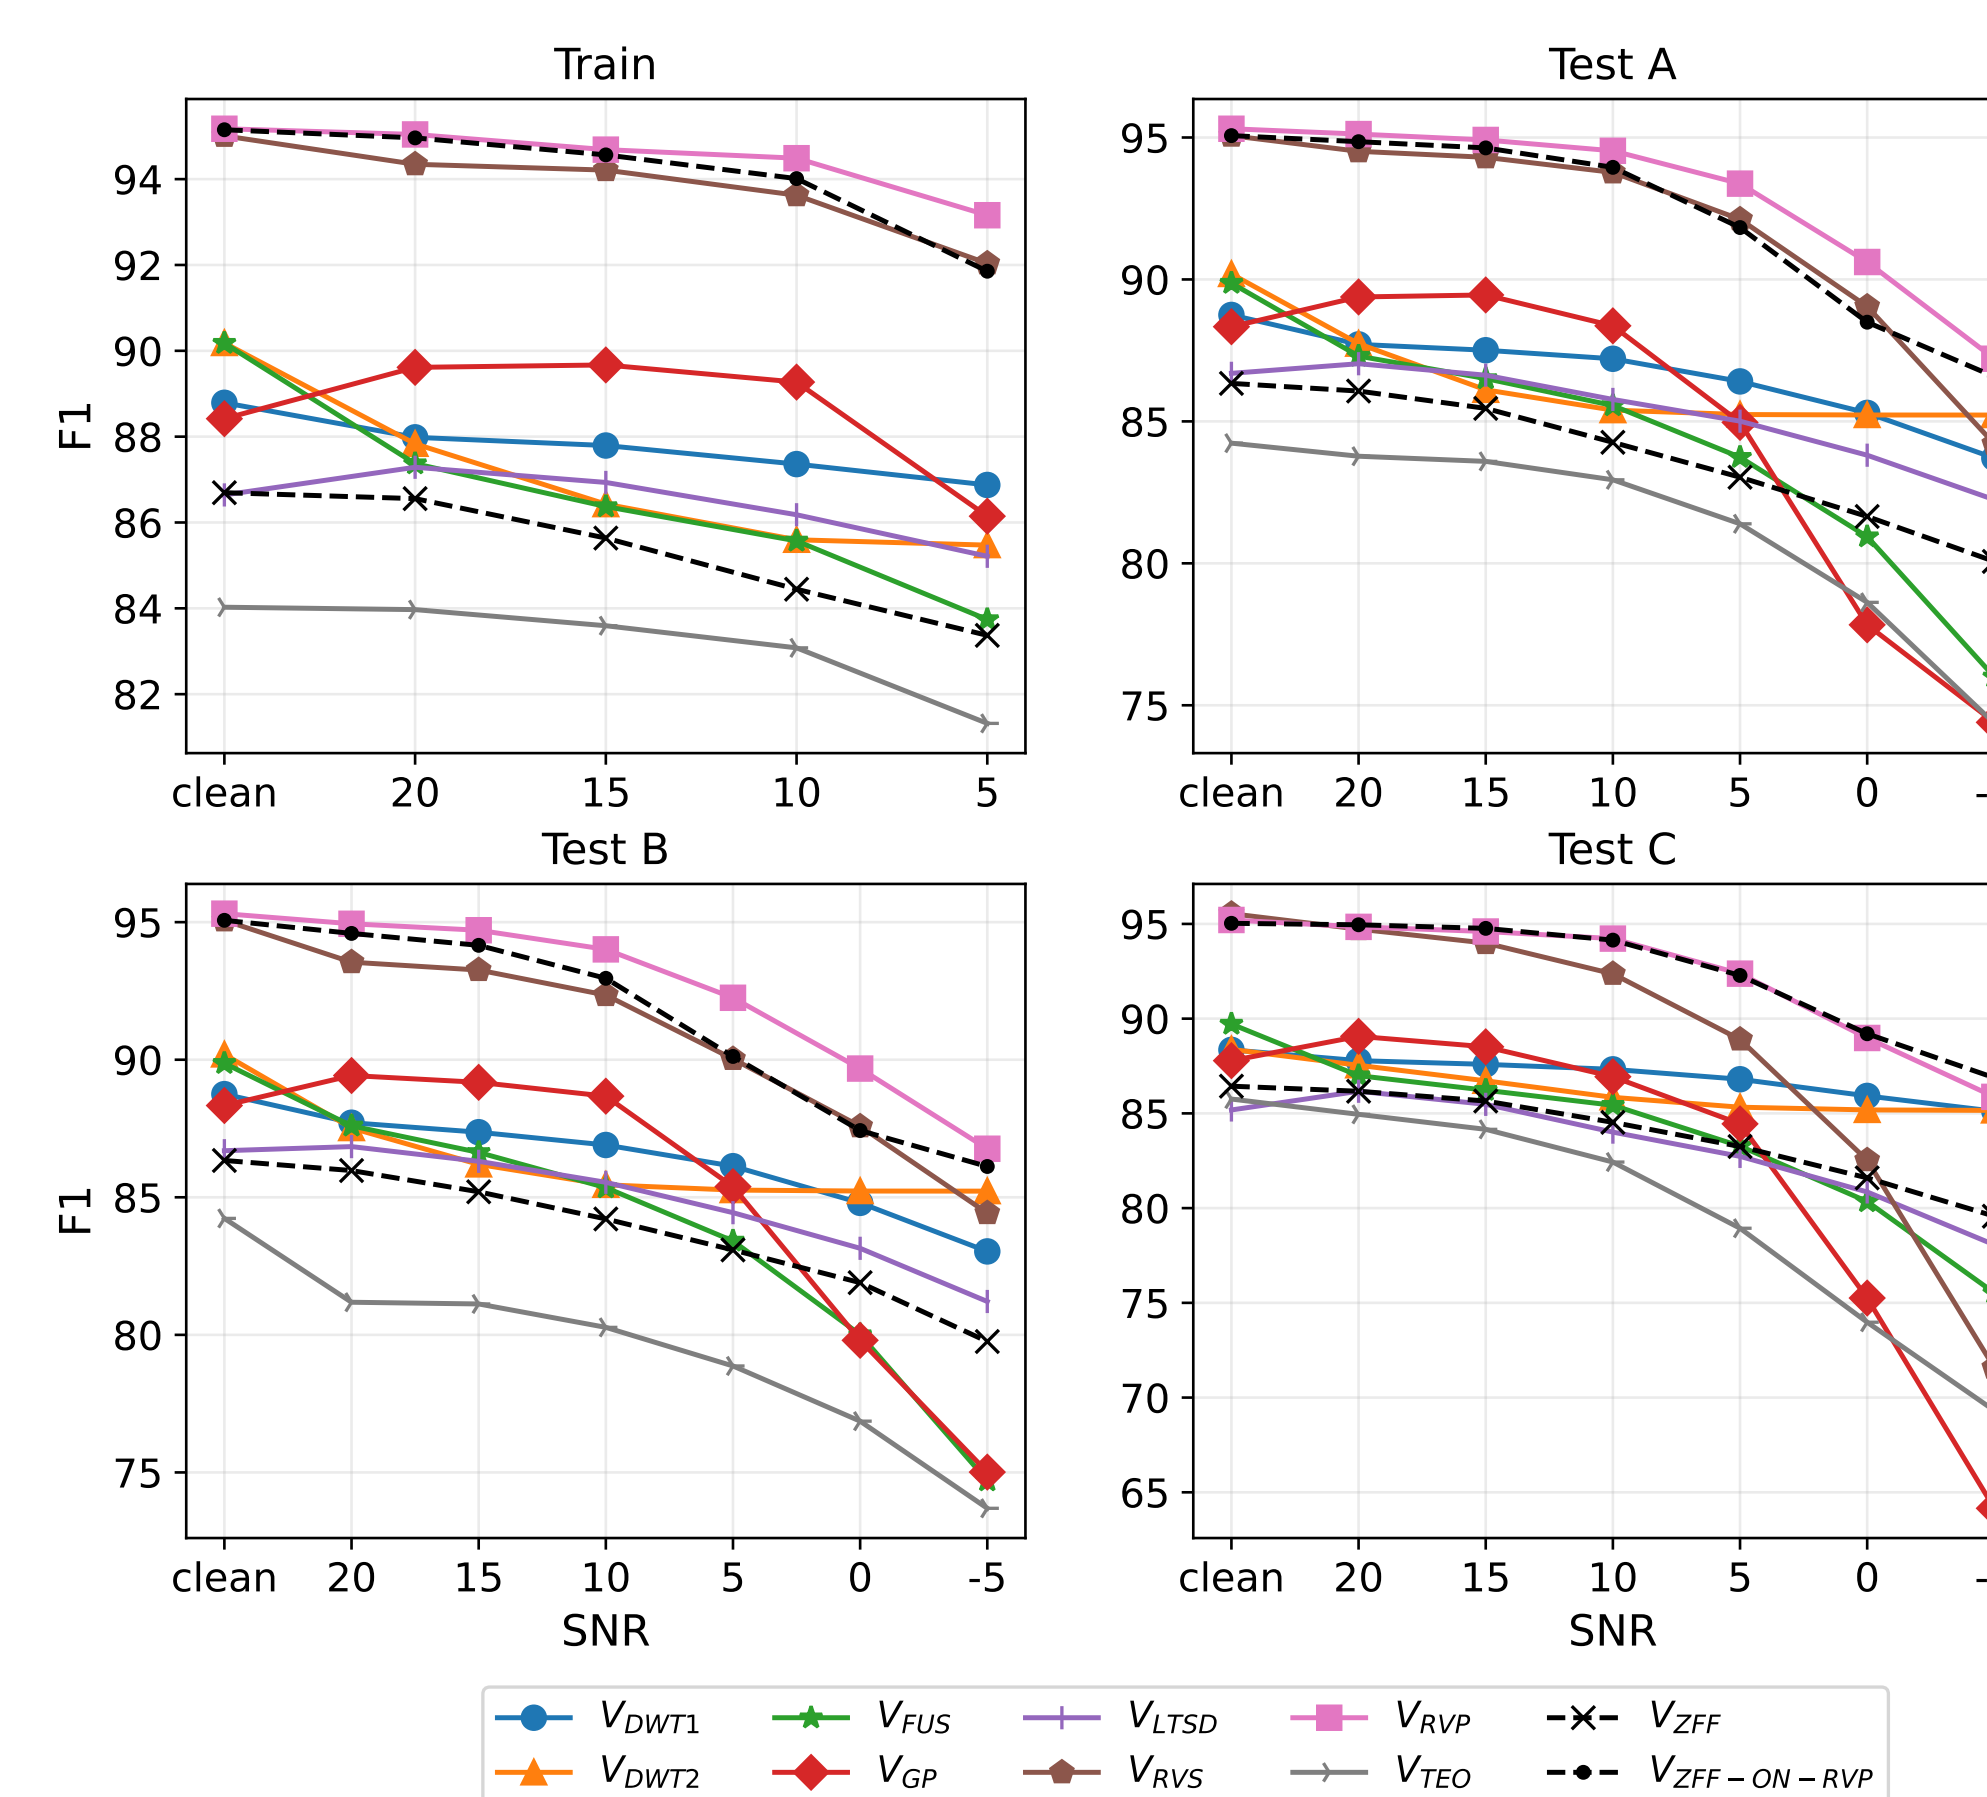 Train
Test A
F1
94
92
90
88
86
84
82
95
90
85
80
75
clean 20 15 10 5
clean 20 15 10 5 0 -
Test B
Test C
F1
95
90
85
80
75
95
90
85
80
75
70
65
clean 20 15 10 5 0 -5
clean 20 15 10 5 0 -
SNR
SNR
V_DWT1 V_FUS V_LTSD V_RVP V_ZFF
V_DWT2 V_GP V_RVS V_TEO V_ZFF-ON-RVP